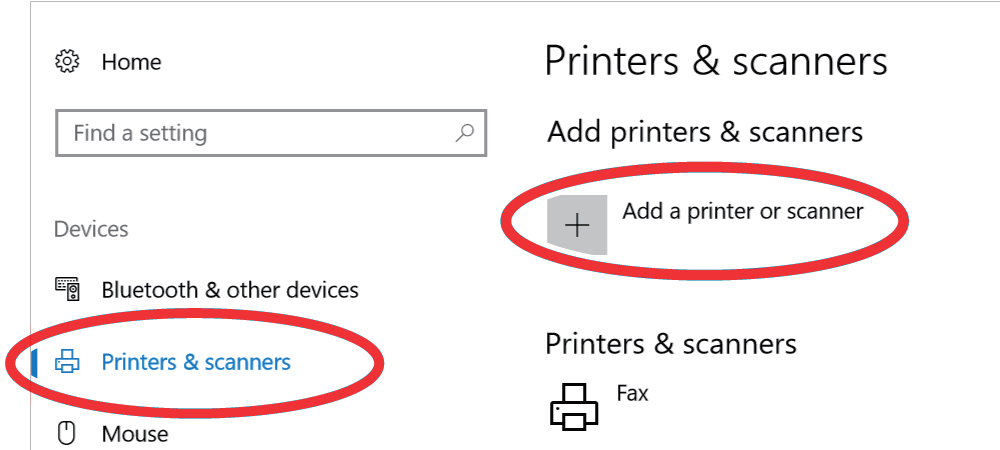 Home
Find a setting
Devices
Bluetooth & other devices
Printers & scanners
Mouse
Printers & scanners
Add printers & scanners
Add a printer or scanner
Printers & scanners
Fax